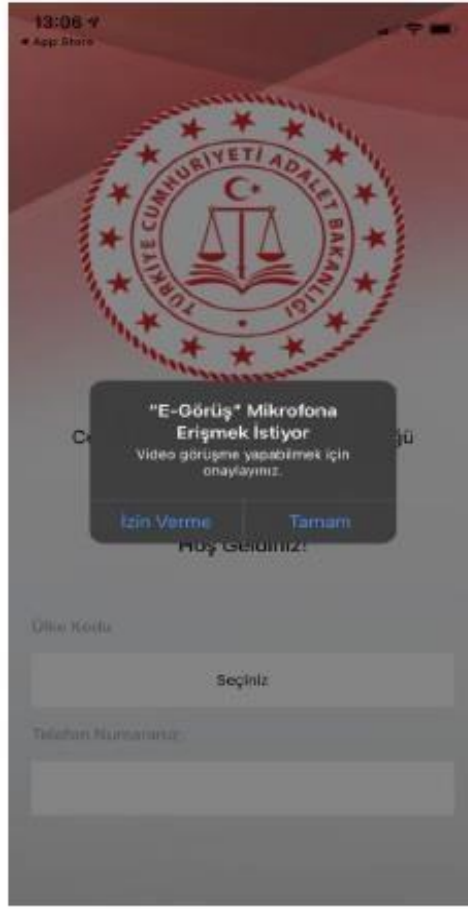 13:06
App Store
TÜRKİYE CUMHURİYETİ ADALET BAKANLIĞI
"E-Görüş" Mikrofona
Erişmek İstiyor
Video görüşme yapabilmek için
onaylayınız.
İzin Verme Tamam
Hoş Geldiniz!
Ülke Kodu
Seçiniz
Telefon Numaranız